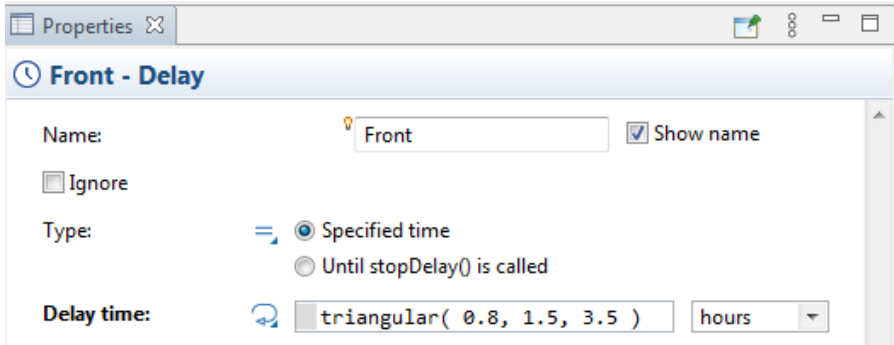 Properties
Front - Delay
Name: Front Show name
Ignore
Type: Specified time
Until stopDelay() is called
Delay time: triangular( 0.8, 1.5, 3.5 ) hours